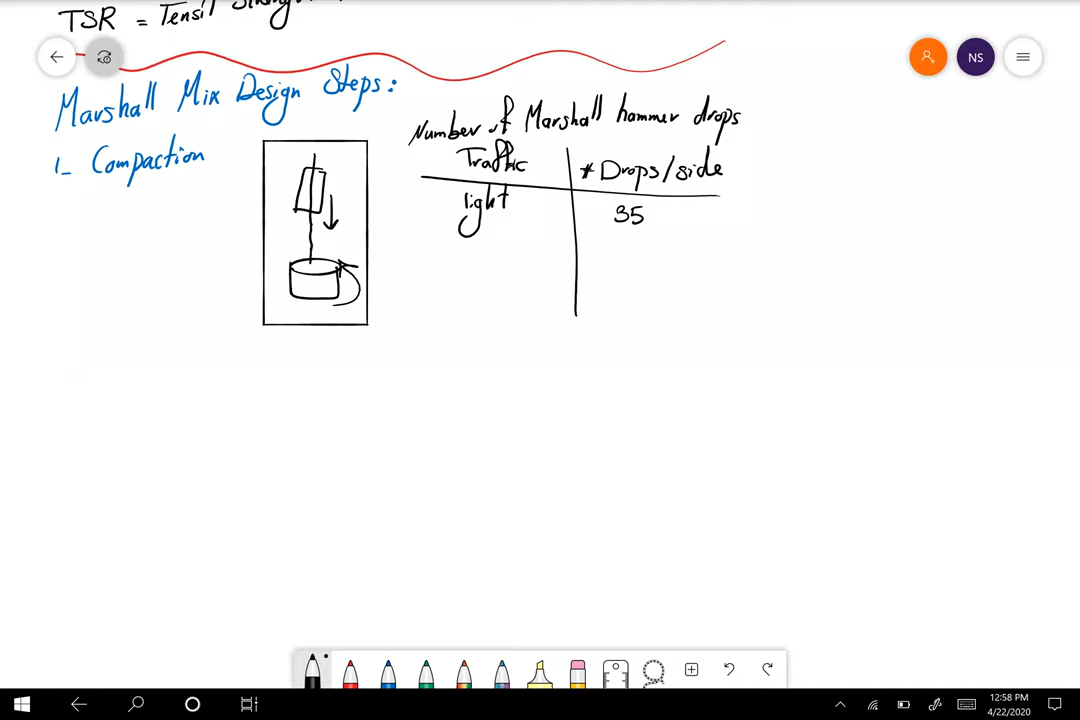 TSR = Tensil
NS
Marshall Mix Design Steps:
1_ Compaction
Number of Marshall hammer drops
Traffic # Drops/side
light 35
12:58 PM
4/22/2020